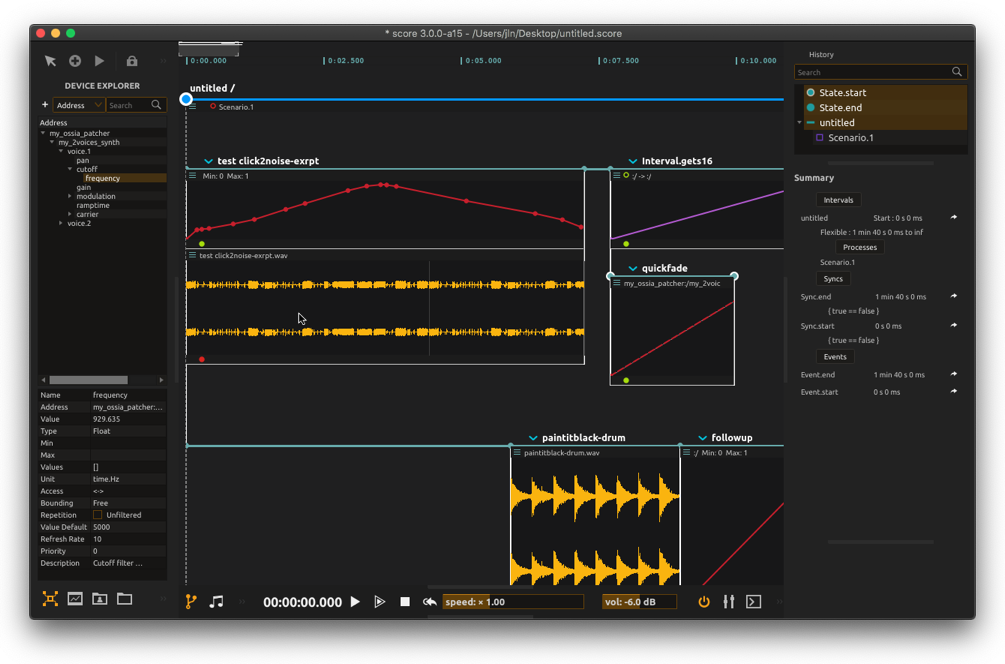 * score 3.0.0-a15 - /Users/jln/Desktop/untitled.score
DEVICE EXPLORER
+ Address Search
Address
my_ossia_patcher
my_2voices_synth
voice.1
pan
cutoff
frequency
gain
modulation
ramptime
carrier
voice.2
Name frequency
Address my_ossia_patcher:...
Value 929.635
Type Float
Min
Max
Values []
Unit time.Hz
Access <->
Bounding Free
Repetition Unfiltered
Value Default 5000
Refresh Rate 10
Priority 0
Description Cutoff filter ...
0:00.000 0:02.500 0:05.000 0:07.500 0:10.000
untitled /
Scenario.1
test click2noise-exrpt
Min: 0 Max: 1
test click2noise-exrpt.wav
Interval.gets16
:/ -> :/
quickfade
my_ossia_patcher:/my_2voic
paintitblack-drum
paintitblack-drum.wav
followup
:/ Min: 0 Max: 1
00:00:00.000 speed: × 1.00 vol: -6.0 dB
History
Search
State.start
State.end
untitled
Scenario.1
Summary
Intervals
untitled Start : 0 s 0 ms
Flexible : 1 min 40 s 0 ms to inf
Processes
Scenario.1
Syncs
Sync.end 1 min 40 s 0 ms
{ true == false }
Sync.start 0 s 0 ms
{ true == false }
Events
Event.end 1 min 40 s 0 ms
Event.start 0 s 0 ms